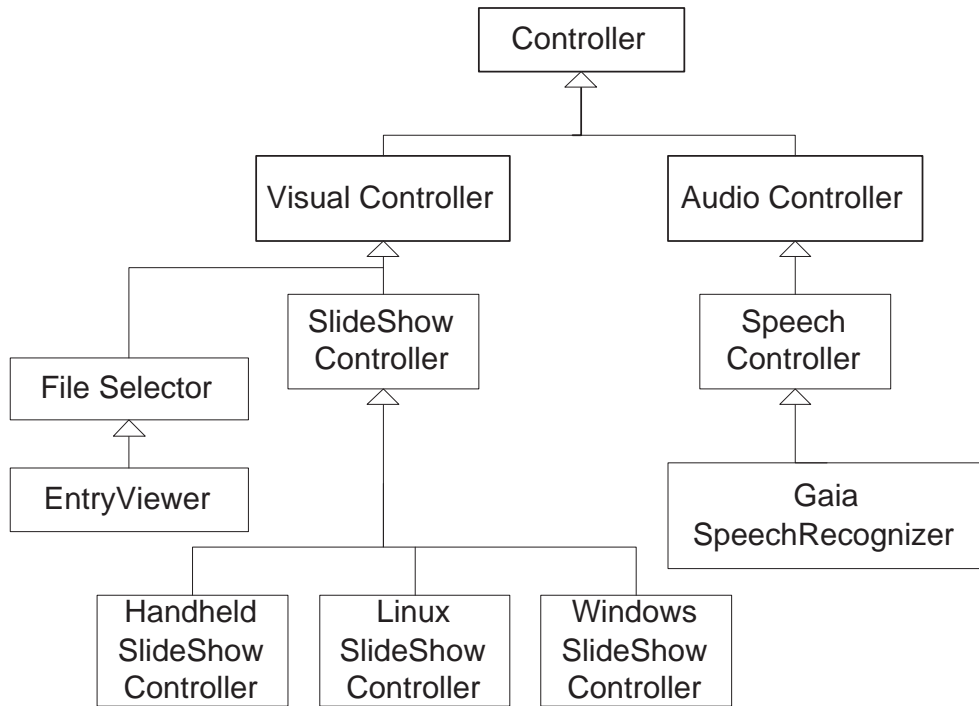 Controller
Visual Controller
Audio Controller
SlideShow
Controller
Speech
Controller
File Selector
EntryViewer
Gaia
SpeechRecognizer
Handheld
SlideShow
Controller
Linux
SlideShow
Controller
Windows
SlideShow
Controller